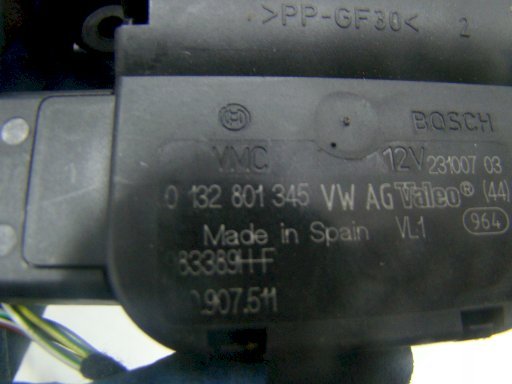 >PP-GF30< 2
BOSCH
VMC 12V 231007 03
0 132 801 345 VW AG Valeo® (44)
Made in Spain VL1 964
83389HF
.907.511